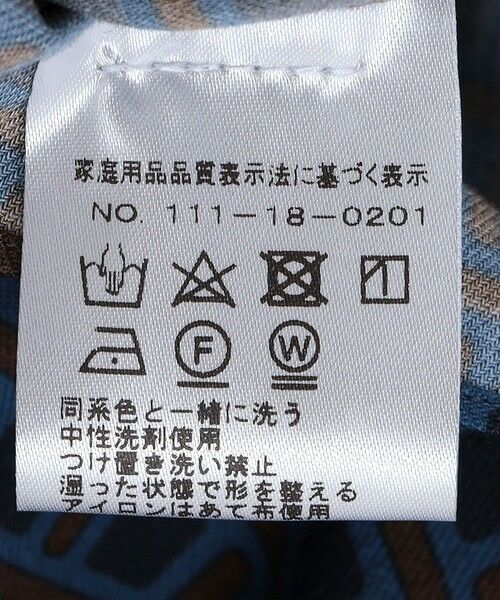 家庭用品品質表示法に基づく表示
NO. 111-18-0201
F W
同系色と一緒に洗う
中性洗剤使用
つけ置き洗い禁止
湿った状態で形を整える
アイロンはあて布使用